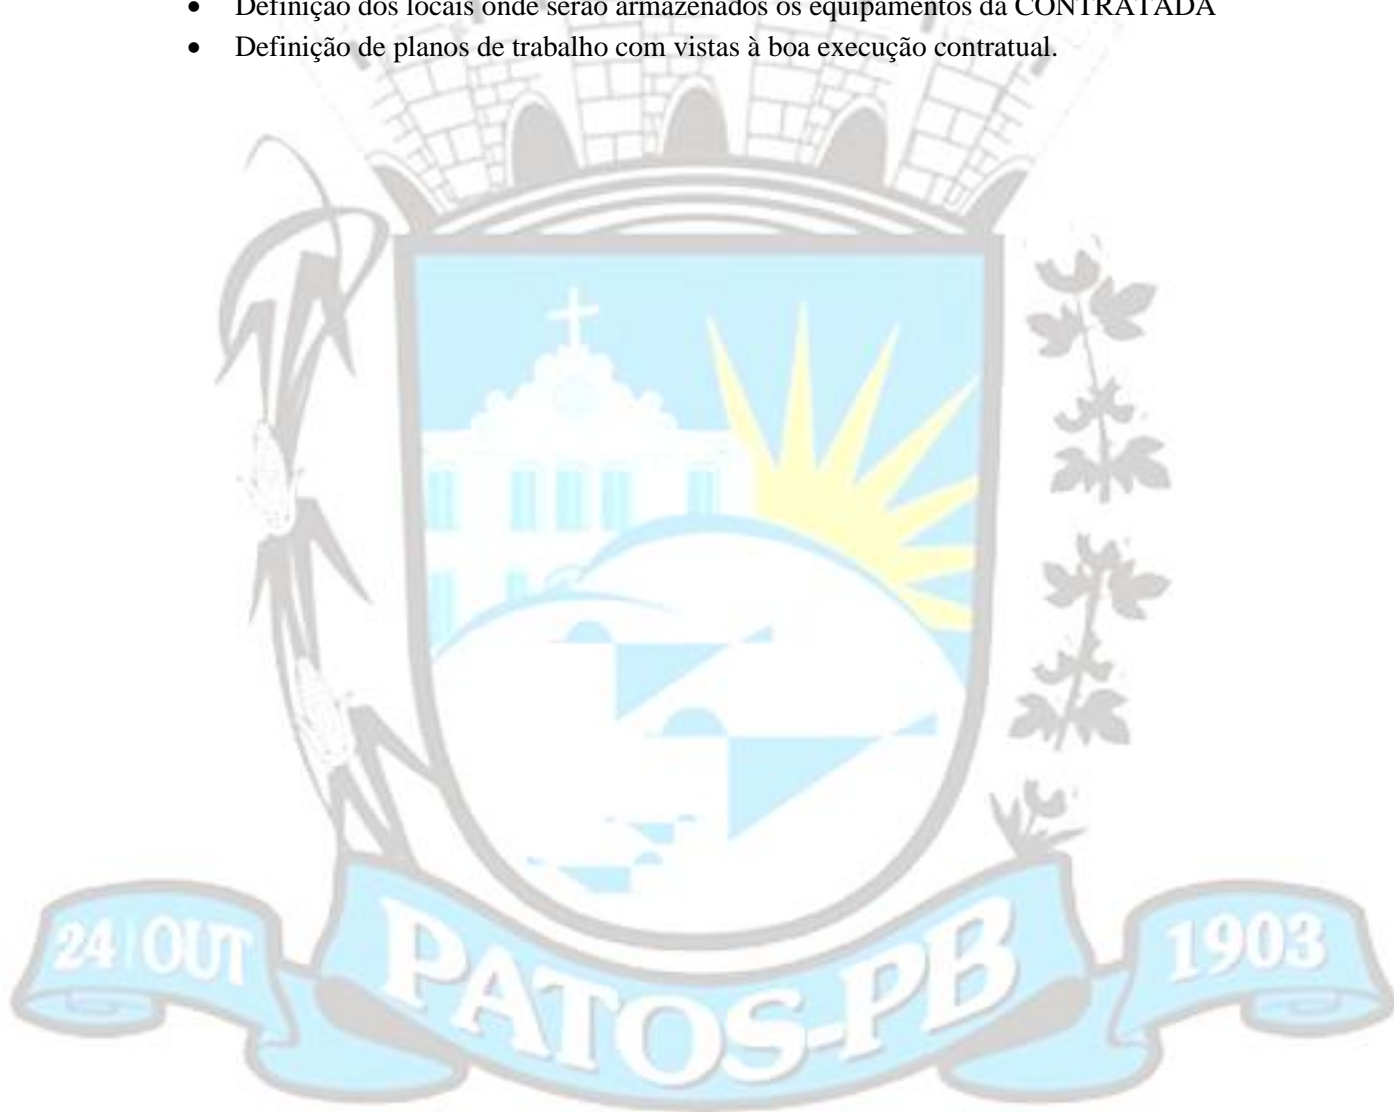 • Definição dos locais onde serão armazenados os equipamentos da CONTRATADA
• Definição de planos de trabalho com vistas à boa execução contratual.
24 | OUT
PATOS-PB
1903